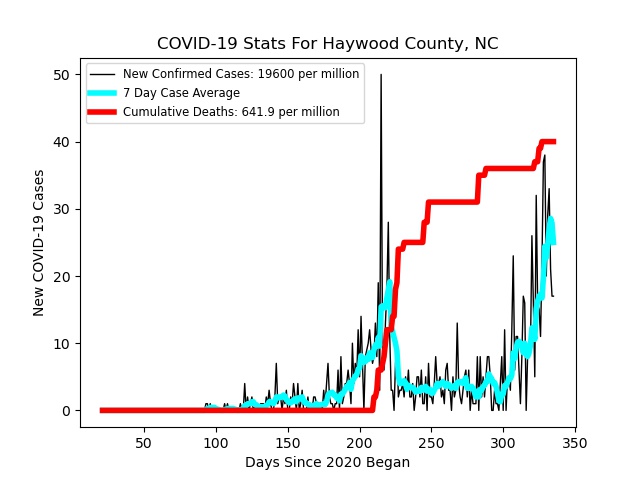 COVID-19 Stats For Haywood County, NC
New Confirmed Cases: 19600 per million
7 Day Case Average
Cumulative Deaths: 641.9 per million
50
40
30
20
10
0
New COVID-19 Cases
50 100 150 200 250 300 350
Days Since 2020 Began